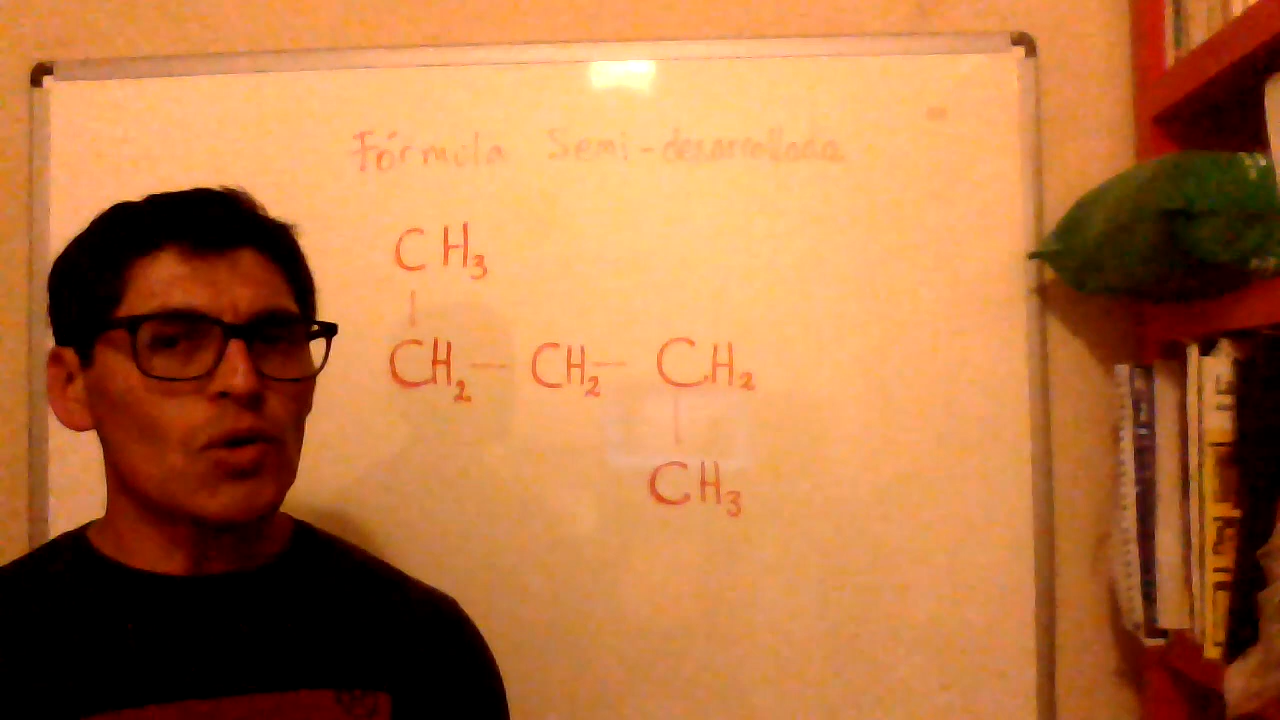 Fórmula Semi-desarrollada
CH₃
|
CH₂ — CH₂ — CH₂
|
CH₃